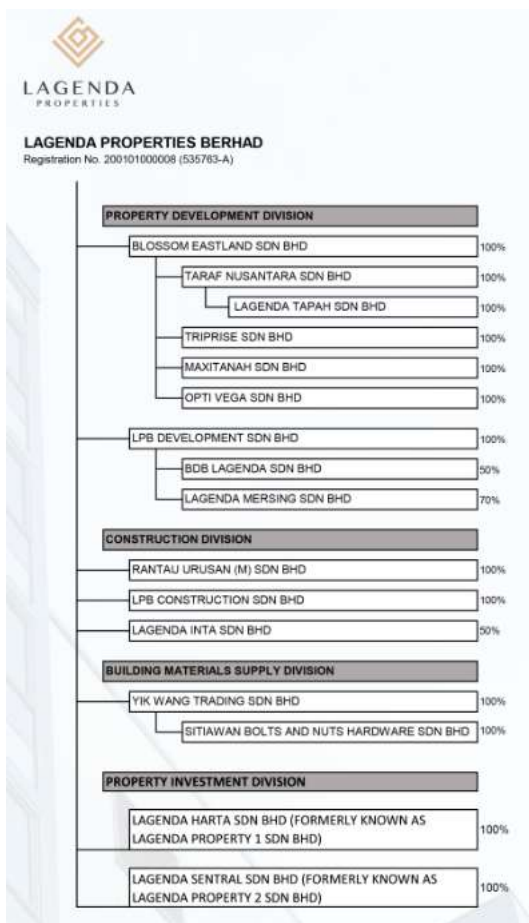 LAGENDA
PROPERTIES
LAGENDA PROPERTIES BERHAD
Registration No. 200101000008 (535763-A)
PROPERTY DEVELOPMENT DIVISION
BLOSSOM EASTLAND SDN BHD 100%
TARAF NUSANTARA SDN BHD 100%
LAGENDA TAPAH SDN BHD 100%
TRIPRISE SDN BHD 100%
MAXITANAH SDN BHD 100%
OPTI VEGA SDN BHD 100%
LPB DEVELOPMENT SDN BHD 100%
BDB LAGENDA SDN BHD 50%
LAGENDA MERSING SDN BHD 70%
CONSTRUCTION DIVISION
RANTAU URUSAN (M) SDN BHD 100%
LPB CONSTRUCTION SDN BHD 100%
LAGENDA INTA SDN BHD 50%
BUILDING MATERIALS SUPPLY DIVISION
YIK WANG TRADING SDN BHD 100%
SITIAWAN BOLTS AND NUTS HARDWARE SDN BHD 100%
PROPERTY INVESTMENT DIVISION
LAGENDA HARTA SDN BHD (FORMERLY KNOWN AS
LAGENDA PROPERTY 1 SDN BHD) 100%
LAGENDA SENTRAL SDN BHD (FORMERLY KNOWN AS
LAGENDA PROPERTY 2 SDN BHD) 100%